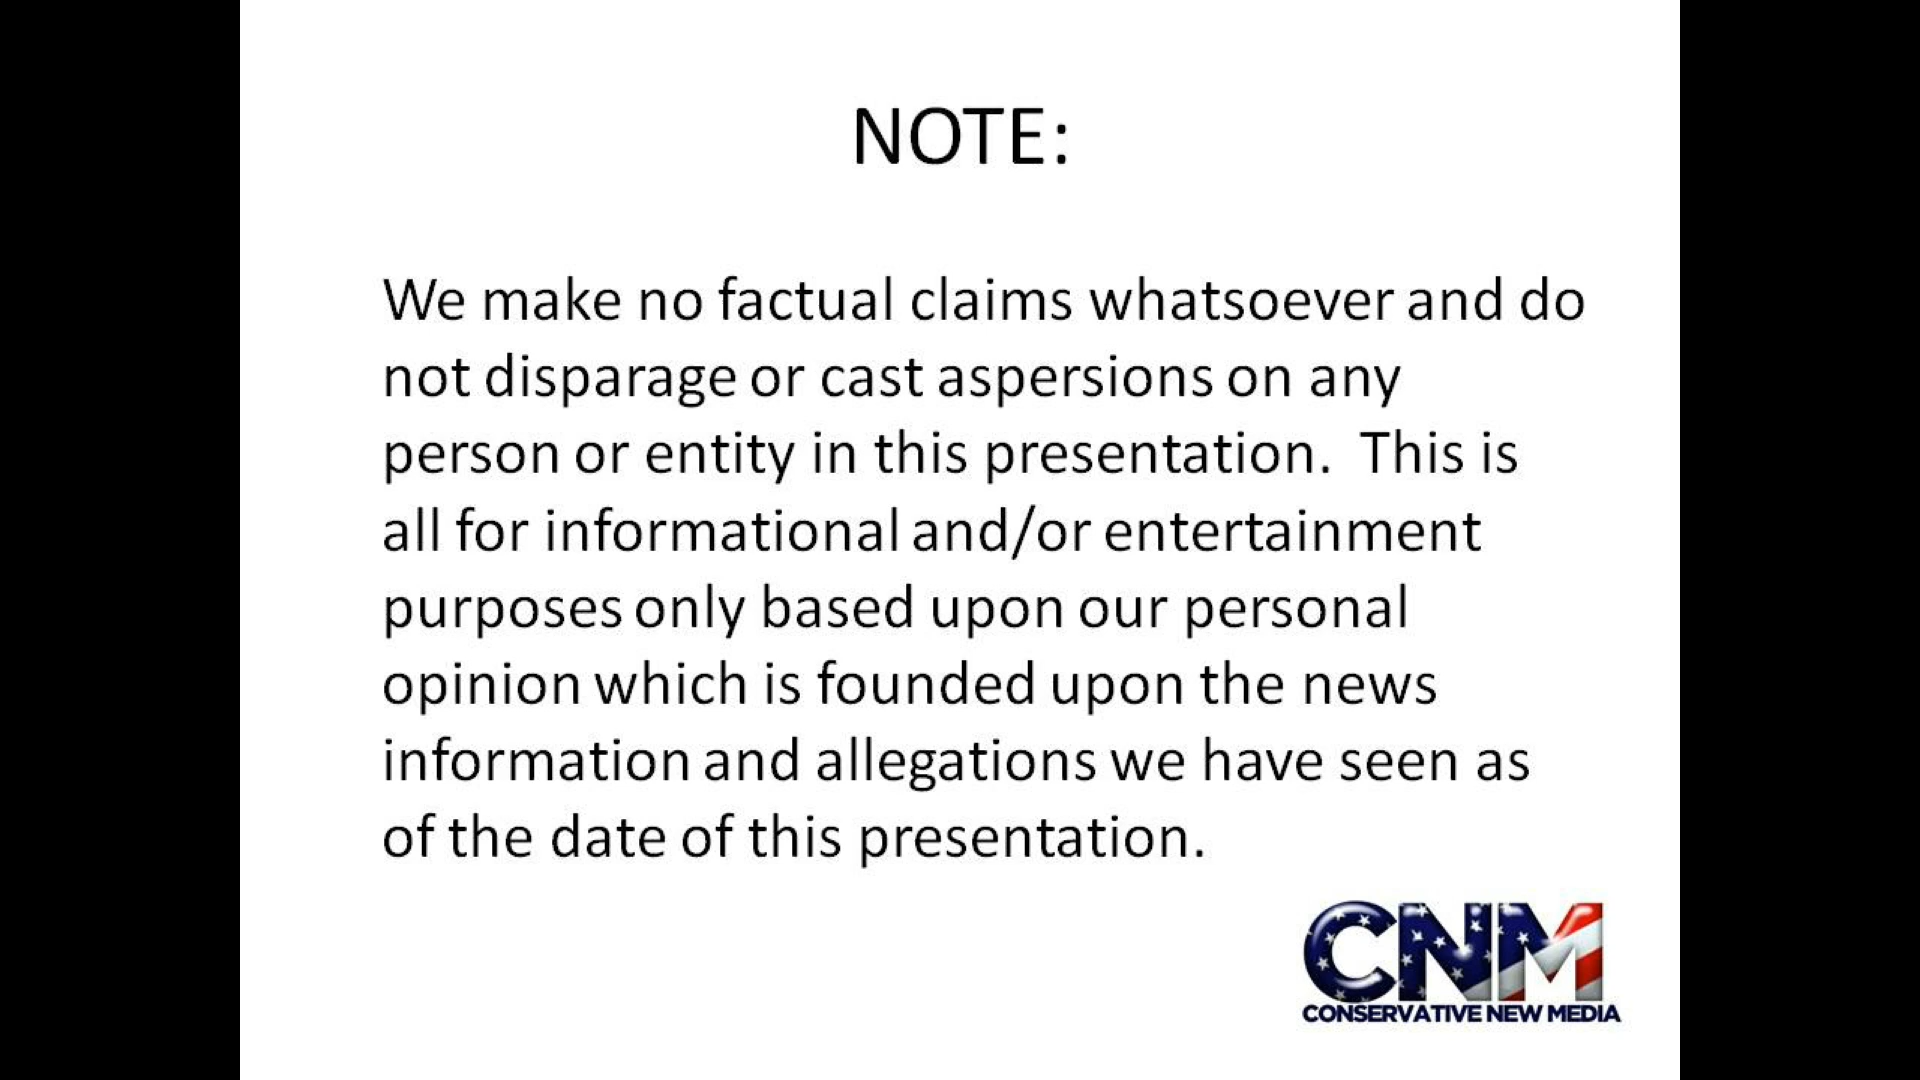 NOTE:
We make no factual claims whatsoever and do
not disparage or cast aspersions on any
person or entity in this presentation.  This is
all for informational and/or entertainment
purposes only based upon our personal
opinion which is founded upon the news
information and allegations we have seen as
of the date of this presentation.
CNM
CONSERVATIVE NEW MEDIA